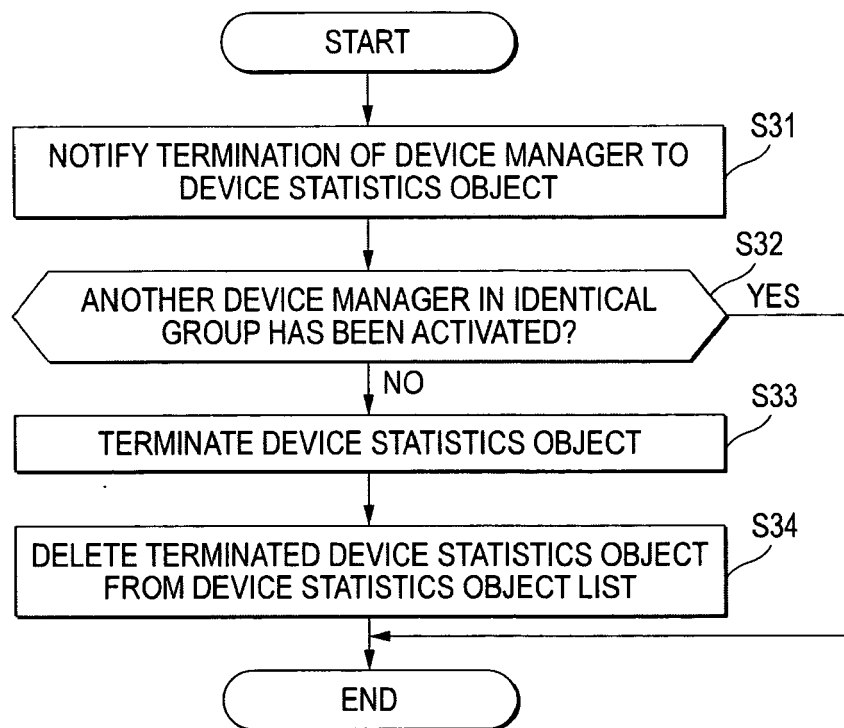 START
S31
NOTIFY TERMINATION OF DEVICE MANAGER TO
DEVICE STATISTICS OBJECT
S32
ANOTHER DEVICE MANAGER IN IDENTICAL
GROUP HAS BEEN ACTIVATED?
YES
NO
S33
TERMINATE DEVICE STATISTICS OBJECT
S34
DELETE TERMINATED DEVICE STATISTICS OBJECT
FROM DEVICE STATISTICS OBJECT LIST
END